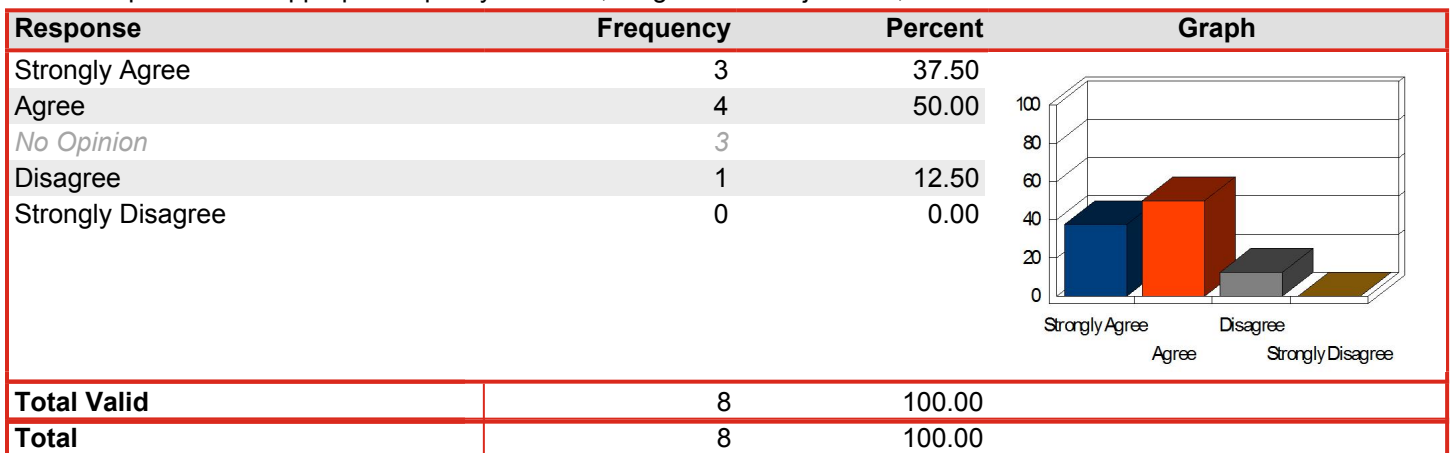 Response Frequency Percent Graph
Strongly Agree 3 37.50
Agree 4 50.00
No Opinion 3
Disagree 1 12.50
Strongly Disagree 0 0.00
100
80
60
40
20
0
Strongly Agree Disagree
Agree Strongly Disagree
Total Valid 8 100.00
Total 8 100.00